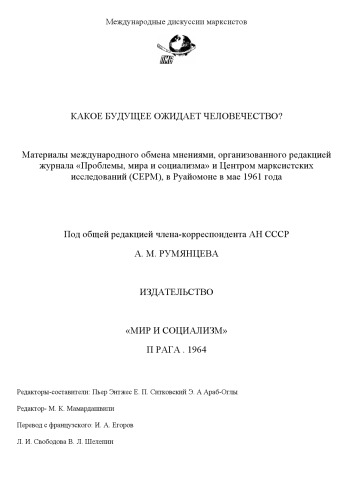 Международные дискуссии марксистов
ПМС
КАКОЕ БУДУЩЕЕ ОЖИДАЕТ ЧЕЛОВЕЧЕСТВО?
Материалы международного обмена мнениями, организованного редакцией
журнала «Проблемы, мира и социализма» и Центром марксистских
исследований (СЕРМ), в Руайомоне в мае 1961 года
Под общей редакцией члена-корреспондента АН СССР
А. М. РУМЯНЦЕВА
ИЗДАТЕЛЬСТВО
«МИР И СОЦИАЛИЗМ»
П РАГА . 1964
Редакторы-составители: Пьер Энтжес Е. П. Ситковский Э. А Араб-Оглы
Редактор- М. К. Мамардашвили
Перевод с французского: И. А. Егоров
Л. И. Свободова В. Л. Шелепин